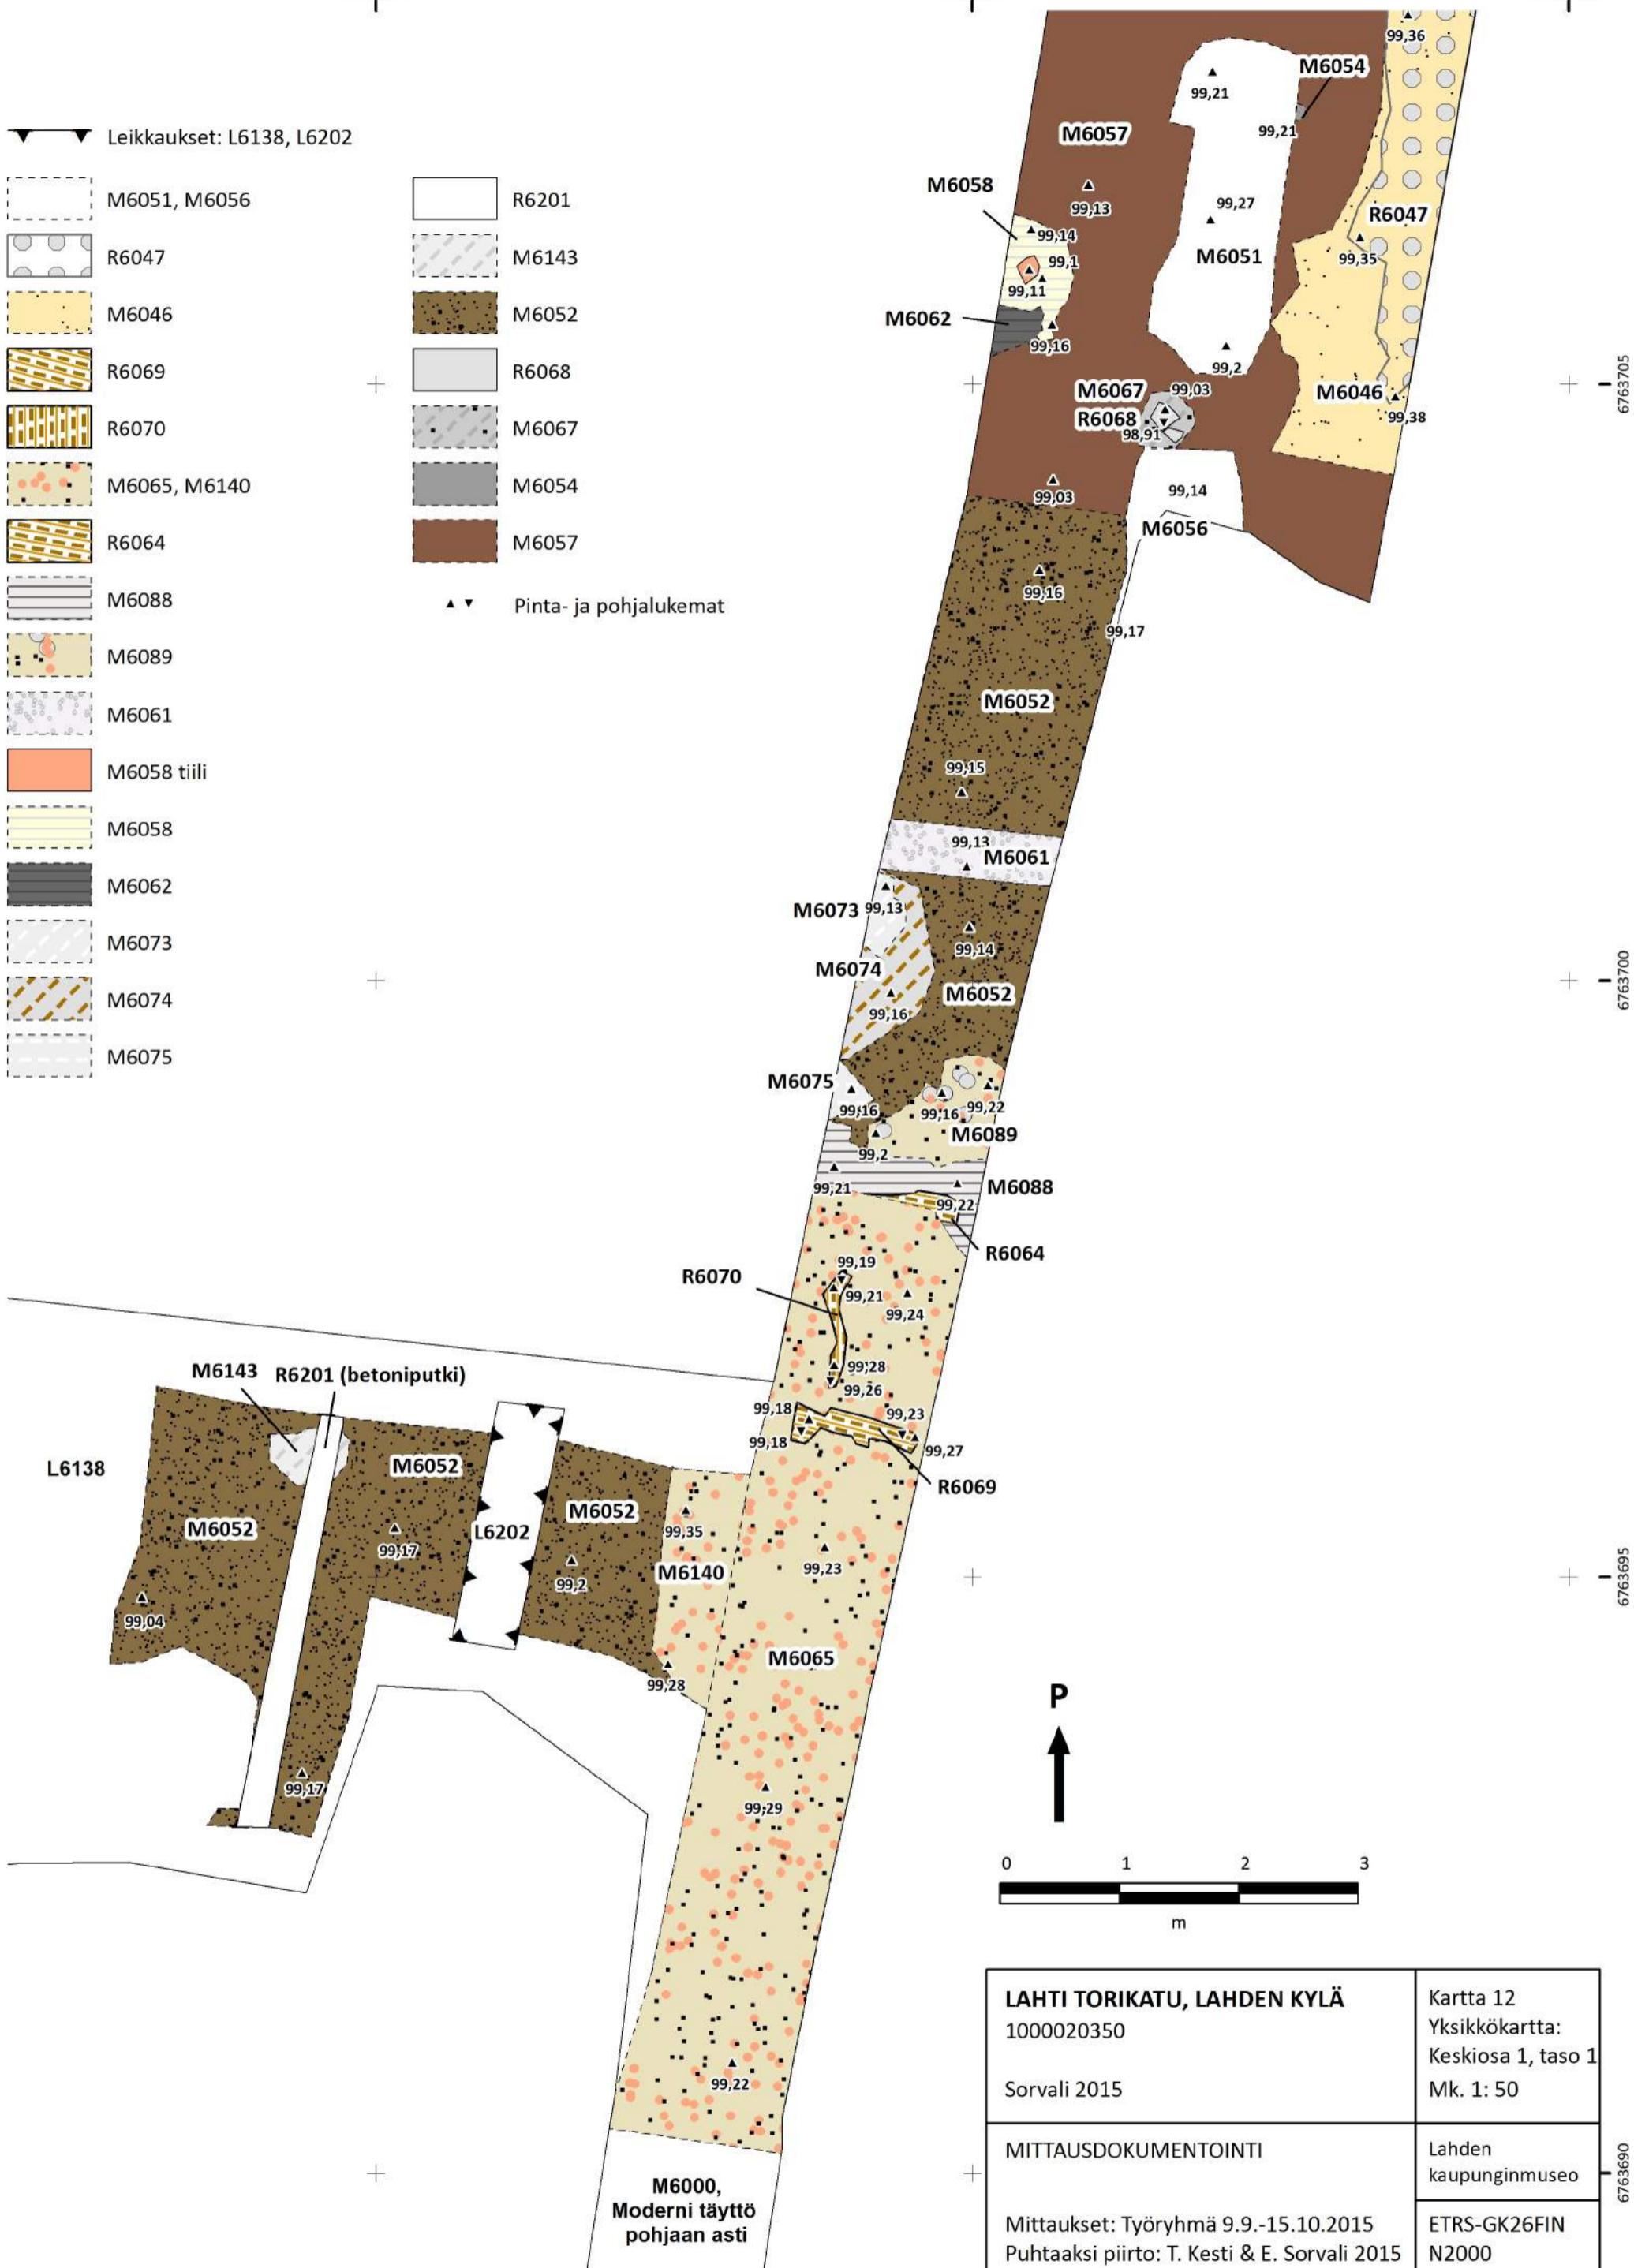 Leikkaukset: L6138, L6202
M6051, M6056
R6047
M6046
R6069
R6070
M6065, M6140
R6064
M6088
M6089
M6061
M6058 tiili
M6058
M6062
M6073
M6074
M6075
R6201
M6143
M6052
R6068
M6067
M6054
M6057
Pinta- ja pohjalukemat
99,36
M6054
99,21
99,21
M6057
M6058
99,13
99,27
R6047
99,14
99,1
M6051
99,35
99,11
M6062
99,16
99,2
6763705
M6067
99,03
M6046
R6068
99,38
98,91
99,03
99,14
M6056
99,16
99,17
M6052
99,15
99,13
M6061
M6073
99,13
99,14
M6074
M6052
6763700
99,16
M6075
99,16
99,16
99,22
M6089
99,2
99,21
M6088
99,22
R6064
99,19
R6070
99,21
99,24
99,28
99,26
M6143
R6201 (betoniputki)
99,18
99,23
99,18
99,27
L6138
M6052
R6069
M6052
M6052
L6202
99,35
99,17
99,2
M6140
99,23
6763695
99,04
M6065
99,28
99,17
99,29
P
0 1 2 3
m
99,22
M6000,
Moderni täyttö
pohjaan asti
LAHTI TORIKATU, LAHDEN KYLÄ
1000020350
Sorvali 2015
Kartta 12
Yksikkökartta:
Keskiosa 1, taso 1
Mk. 1: 50
MITTAUSDOKUMENTOINTI
Lahden
kaupunginmuseo
6763690
Mittaukset: Työryhmä 9.9.-15.10.2015
Puhtaaksi piirto: T. Kesti & E. Sorvali 2015
ETRS-GK26FIN
N2000